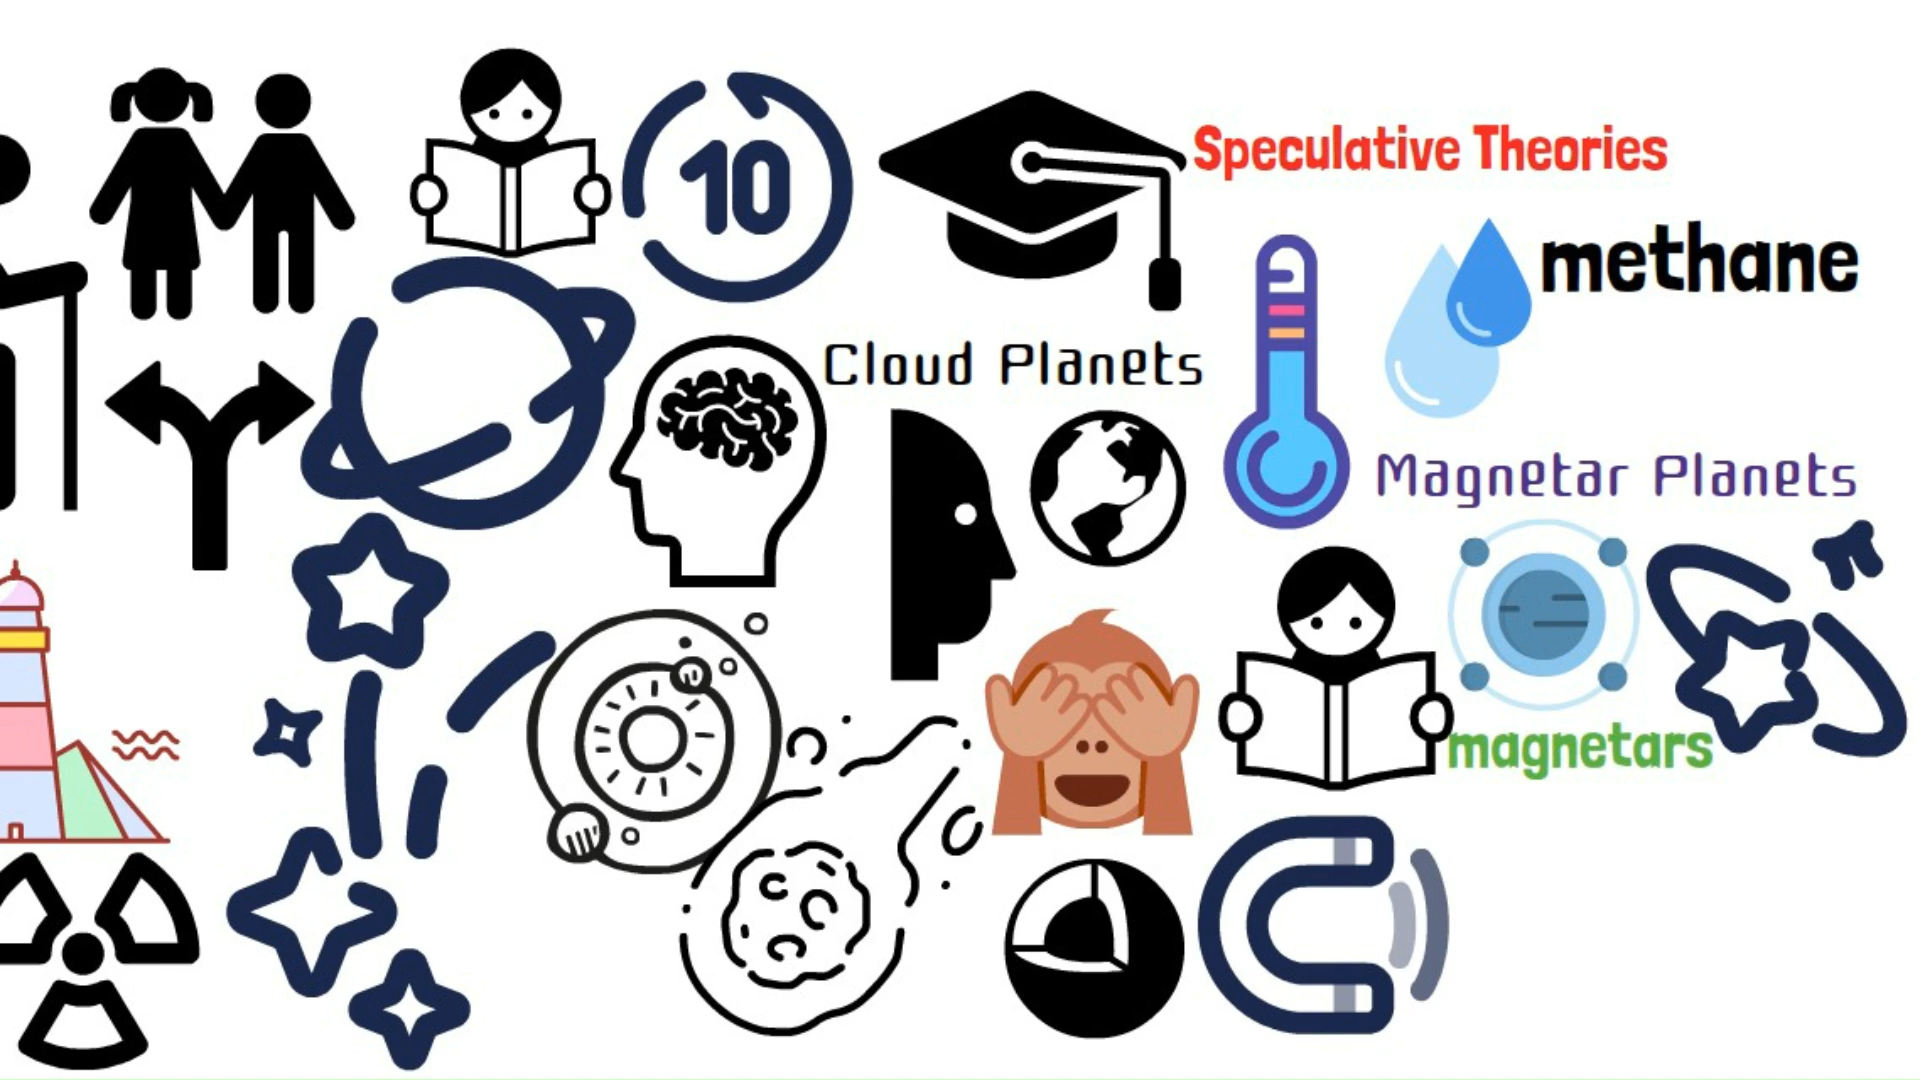 10
Speculative Theories
methane
Cloud Planets
Magnetar Planets
magnetars